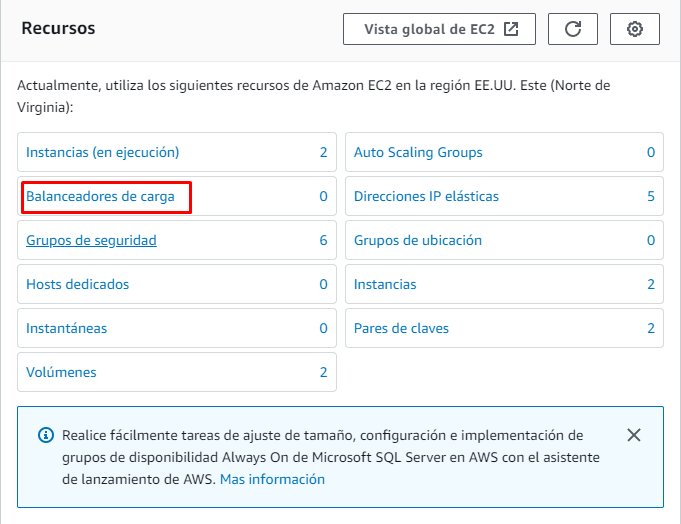 Recursos
Vista global de EC2
Actualmente, utiliza los siguientes recursos de Amazon EC2 en la región EE.UU. Este (Norte de
Virginia):
Instancias (en ejecución) 2
Auto Scaling Groups 0
Balanceadores de carga 0
Direcciones IP elásticas 5
Grupos de seguridad 6
Grupos de ubicación 0
Hosts dedicados 0
Instancias 2
Instantáneas 0
Pares de claves 2
Volúmenes 2
Realice fácilmente tareas de ajuste de tamaño, configuración e implementación de
grupos de disponibilidad Always On de Microsoft SQL Server en AWS con el asistente
de lanzamiento de AWS. Mas información